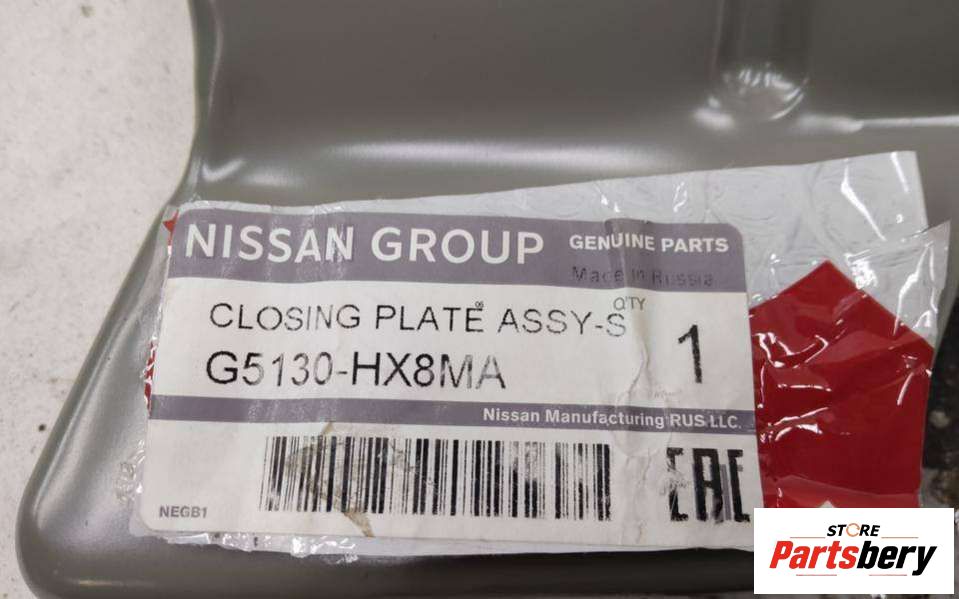 NISSAN GROUP GENUINE PARTS
Made in Russia
CLOSING PLATE ASSY-S
Q'TY
G5130-HX8MA
1
Nissan Manufacturing RUS LLC.
NEGB1
EAC
STORE
Partsbery